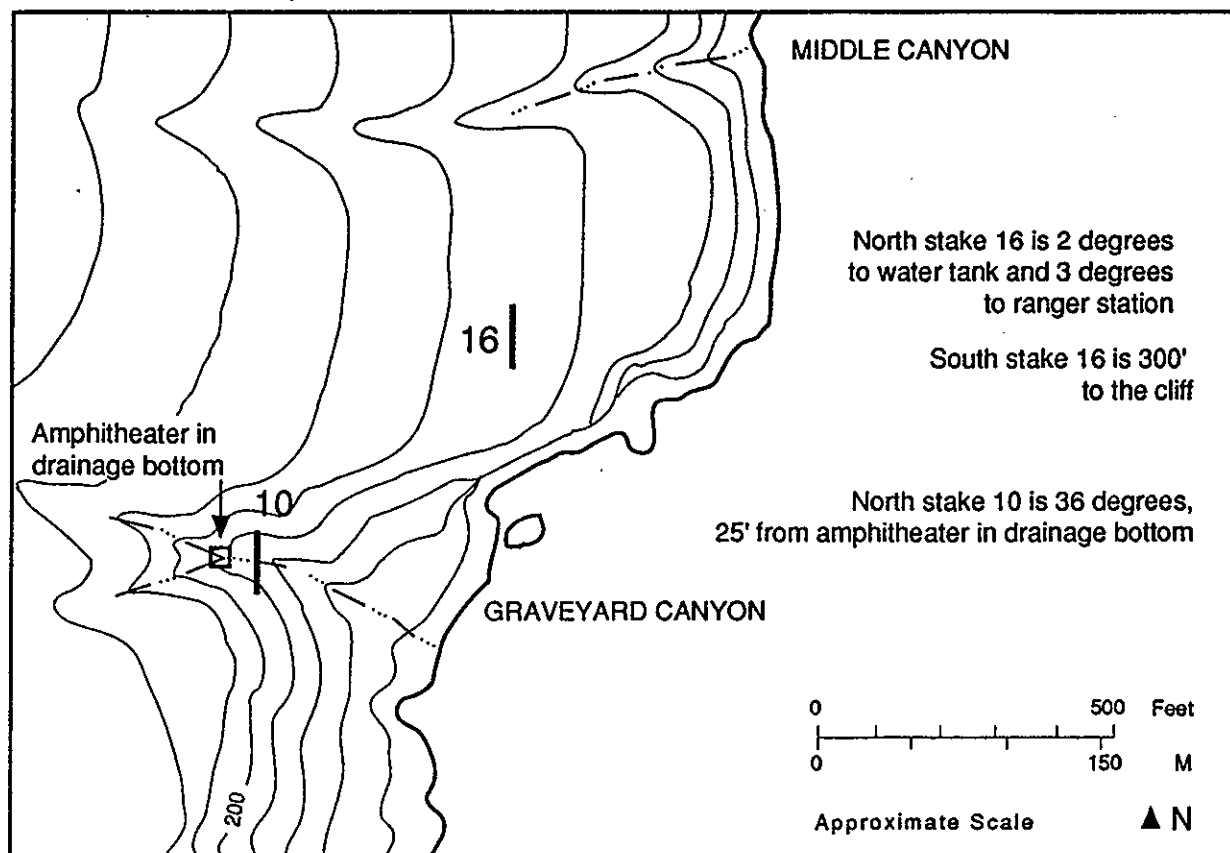 MIDDLE CANYON
North stake 16 is 2 degrees
to water tank and 3 degrees
to ranger station
16
South stake 16 is 300'
to the cliff
Amphitheater in
drainage bottom
10
North stake 10 is 36 degrees,
25' from amphitheater in drainage bottom
GRAVEYARD CANYON
200
0 500 Feet
0 150 M
Approximate Scale N